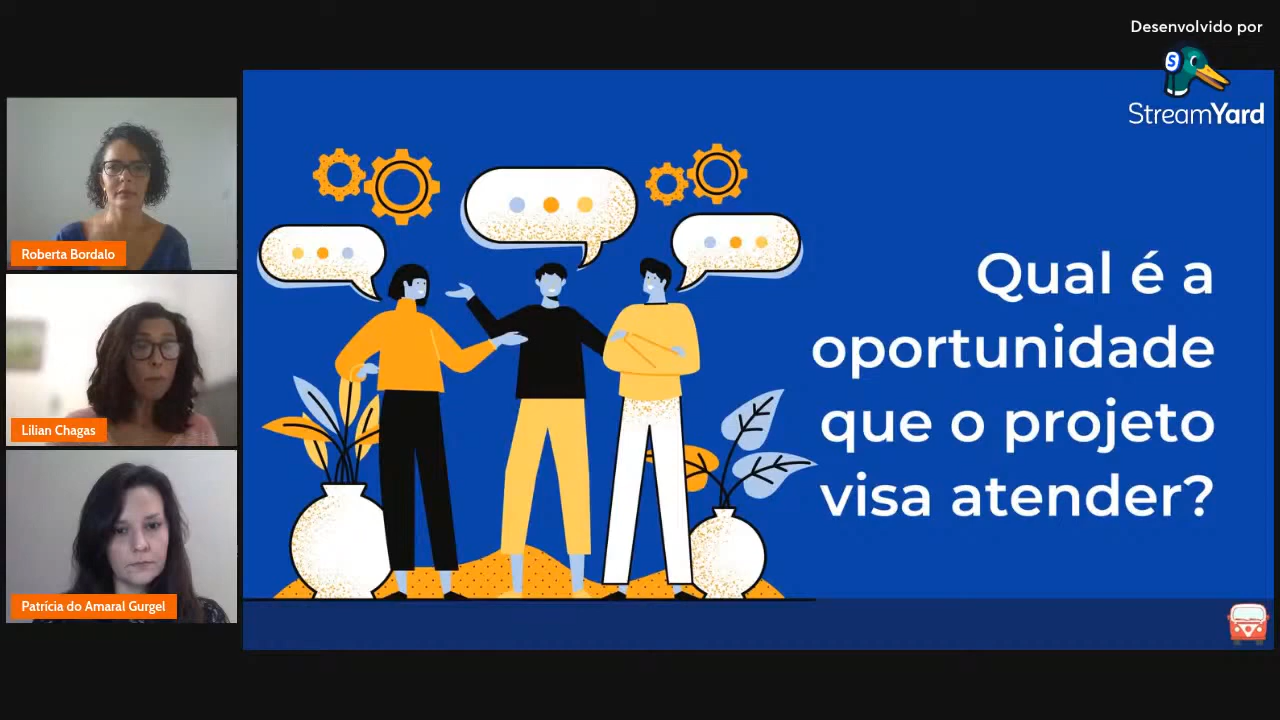 Desenvolvido por
StreamYard
Roberta Bordalo
Lilian Chagas
Patrícia do Amaral Gurgel
Qual é a
oportunidade
que o projeto
visa atender?